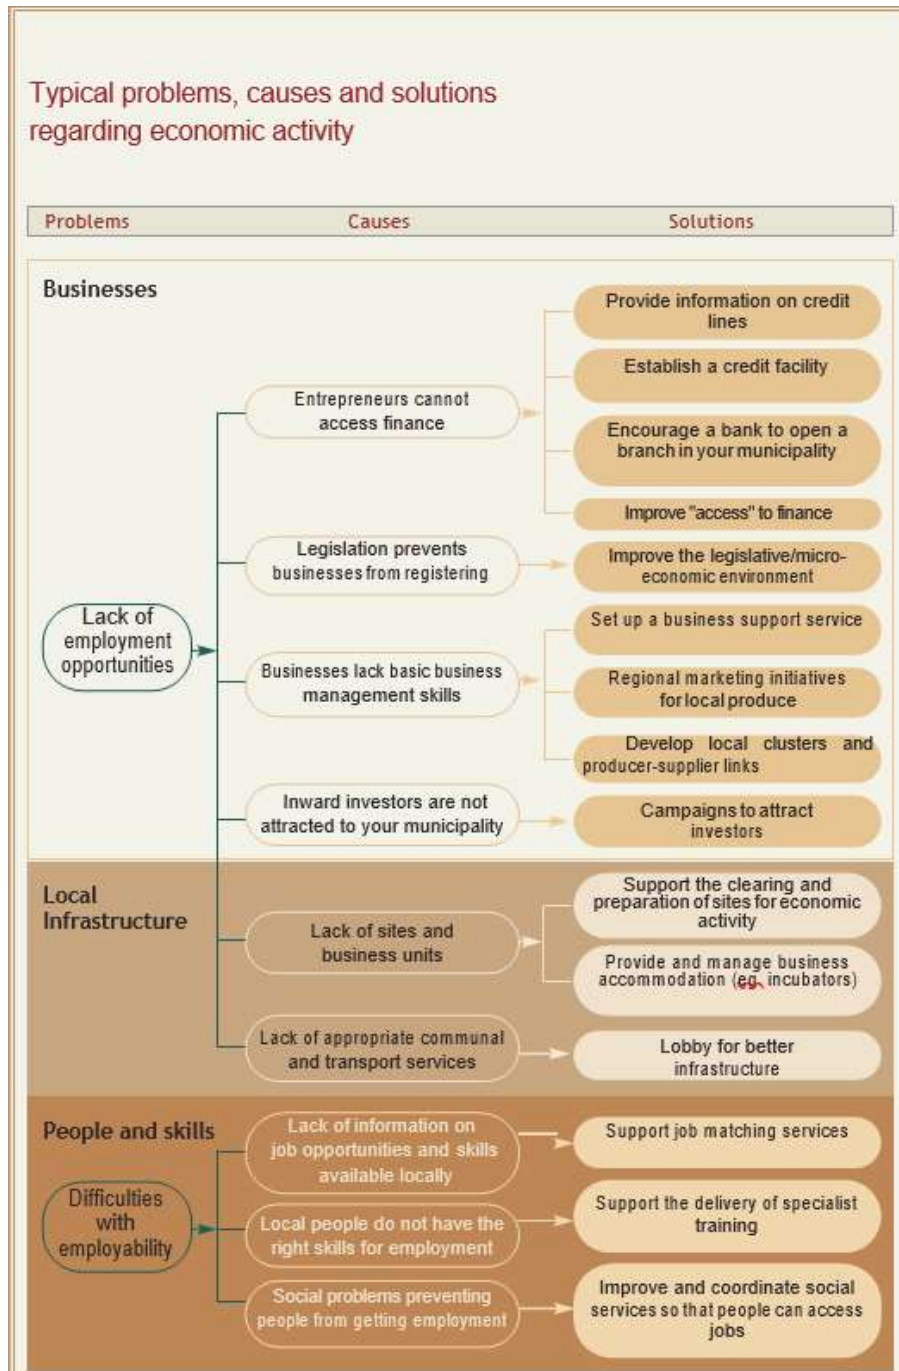 Typical problems, causes and solutions
regarding economic activity
Problems Causes Solutions
Businesses
Lack of
employment
opportunities
Entrepreneurs cannot
access finance
Provide information on credit
lines
Establish a credit facility
Encourage a bank to open a
branch in your municipality
Improve "access" to finance
Legislation prevents
businesses from registering
Improve the legislative/micro-
economic environment
Businesses lack basic business
management skills
Set up a business support service
Regional marketing initiatives
for local produce
Develop local clusters and
producer-supplier links
Inward investors are not
attracted to your municipality
Campaigns to attract
investors
Local
Infrastructure
Lack of sites and
business units
Support the clearing and
preparation of sites for economic
activity
Provide and manage business
accommodation (eg. incubators)
Lack of appropriate communal
and transport services
Lobby for better
infrastructure
People and skills
Difficulties
with
employability
Lack of information on
job opportunities and skills
available locally
Support job matching services
Local people do not have the
right skills for employment
Support the delivery of specialist
training
Social problems preventing
people from getting employment
Improve and coordinate social
services so that people can access
jobs